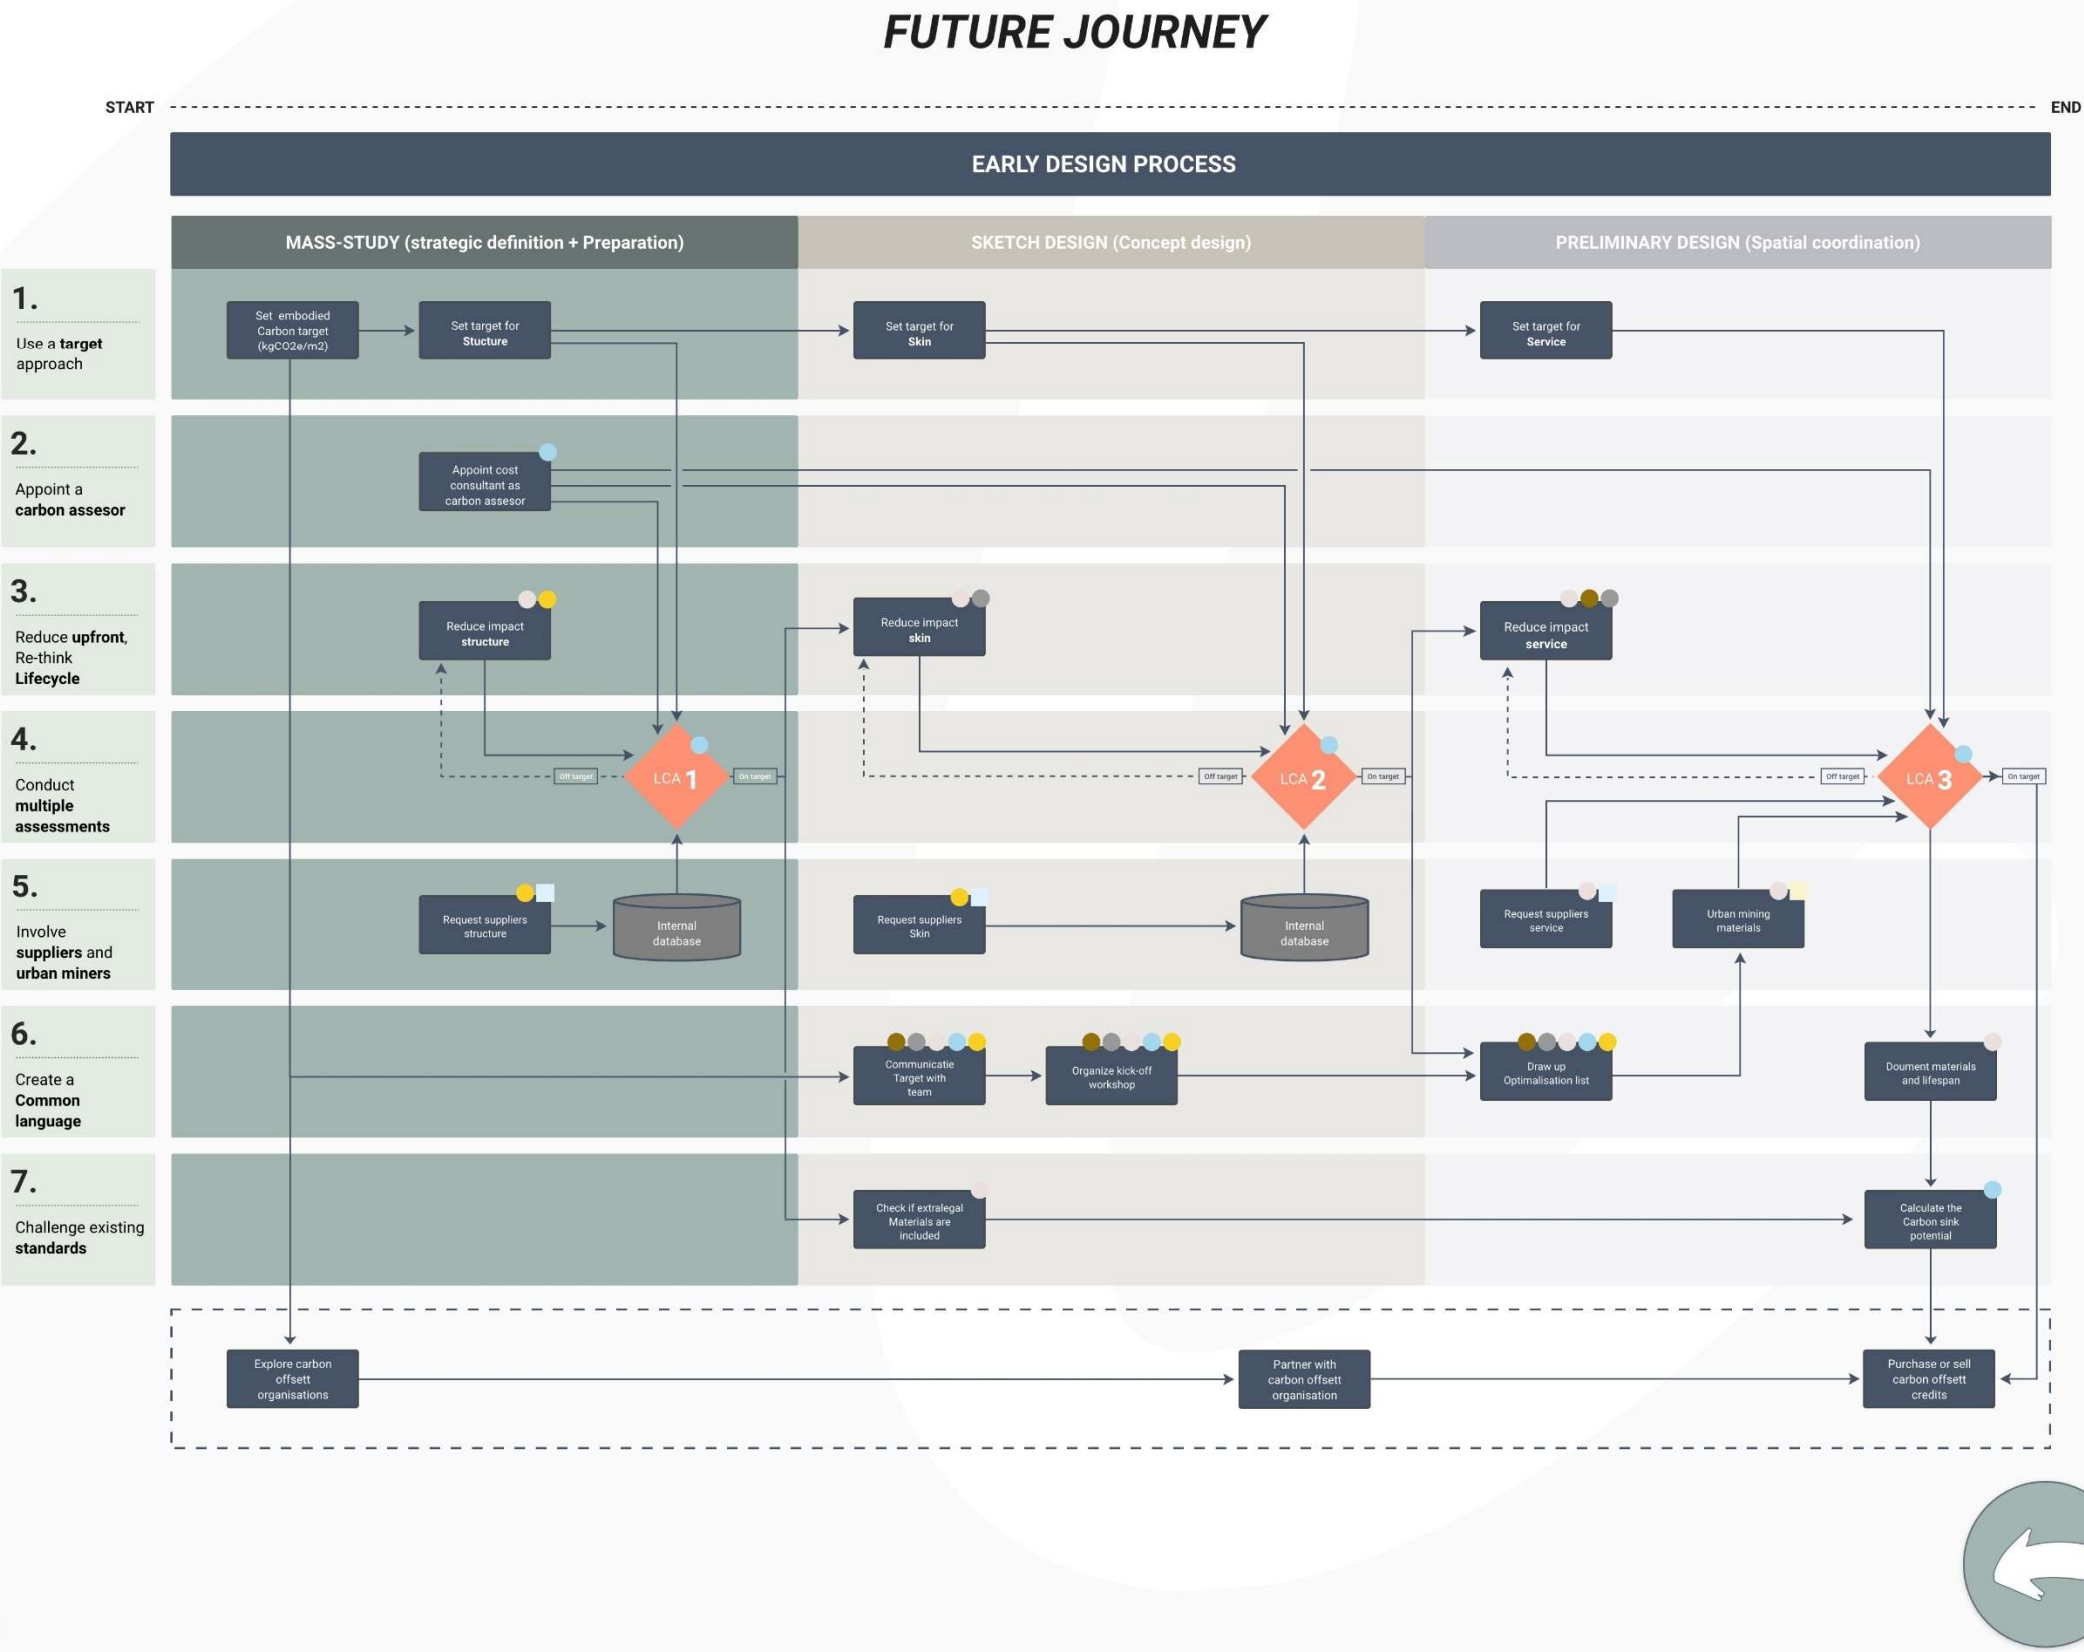 FUTURE JOURNEY
START
END
EARLY DESIGN PROCESS
MASS-STUDY (strategic definition + Preparation)
SKETCH DESIGN (Concept design)
PRELIMINARY DESIGN (Spatial coordination)
1.
Use a target
approach
Set embodied
Carbon target
(kgCO2e/m2)
Set target for
Stucture
Set target for
Skin
Set target for
Service
2.
Appoint a
carbon assesor
Appoint cost
consultant as
carbon assesor
3.
Reduce upfront,
Re-think
Lifecycle
Reduce impact
structure
Reduce impact
skin
Reduce impact
service
4.
Conduct
multiple
assessments
Off target
LCA 1
On target
Off target
LCA 2
On target
Off target
LCA 3
On target
5.
Involve
suppliers and
urban miners
Request suppliers
structure
Internal
database
Request suppliers
Skin
Internal
database
Request suppliers
service
Urban mining
materials
6.
Create a
Common
language
Communicatie
Target with
team
Organize kick-off
workshop
Draw up
Optimalisation list
Doument materials
and lifespan
7.
Challenge existing
standards
Check if extralegal
Materials are
included
Calculate the
Carbon sink
potential
Explore carbon
offsett
organisations
Partner with
carbon offsett
organisation
Purchase or sell
carbon offsett
credits